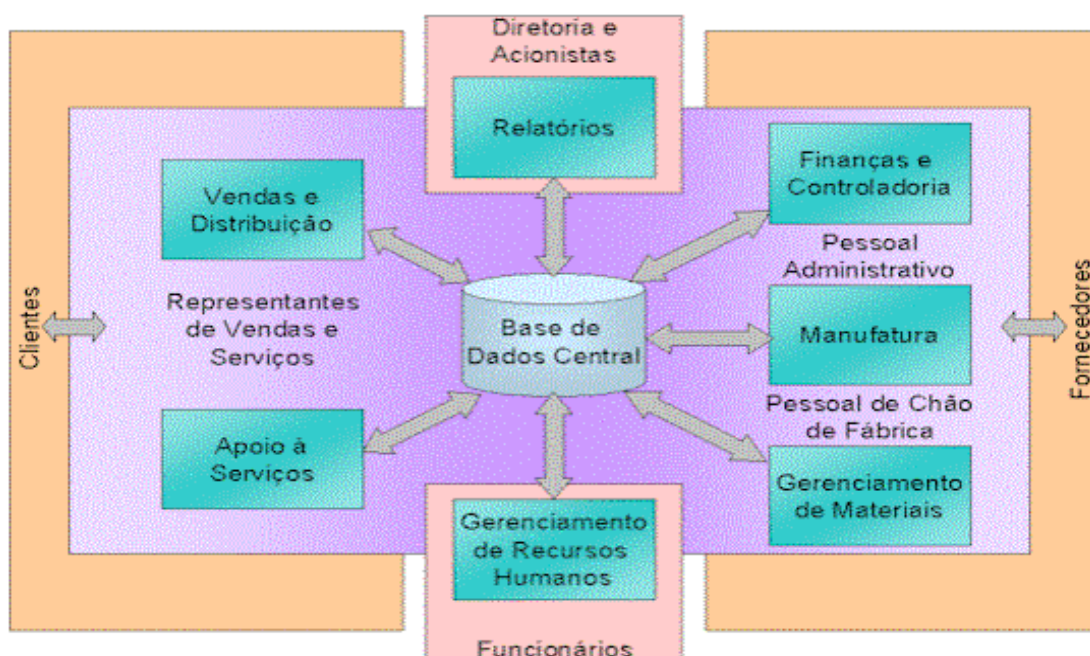 Diretoria e
Acionistas
Relatórios
Vendas e
Distribuição
Finanças e
Controladoria
Pessoal
Administrativo
Clientes
Representantes
de Vendas e
Serviços
Base de
Dados Central
Manufatura
Fornecedores
Pessoal de Chão
de Fábrica
Apoio à
Serviços
Gerenciamento
de Materiais
Gerenciamento
de Recursos
Humanos
Funcionários